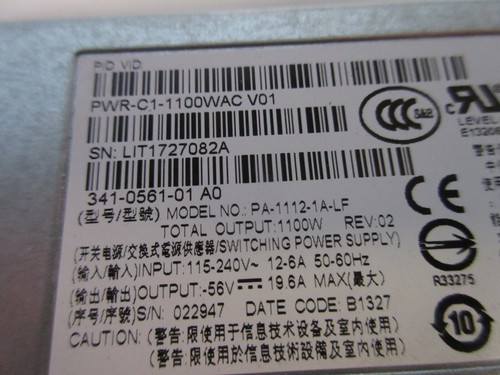 PID VID:
PWR-C1-1100WAC V01
CCC S&E
SN: LIT1727082A
LEVEL
341-0561-01 A0
CE
(型号/型號) MODEL NO.: PA-1112-1A-LF
TOTAL OUTPUT:1100W REV:02
(开关电源/交换式電源供應器/SWITCHING POWER SUPPLY)
(输入/輸入)INPUT:115-240V~ 12-6A 50-60Hz
R33275
(输出/輸出)OUTPUT:-56V⎓ 19.6A MAX(最大)
(序号/序號)S/N: 022947 DATE CODE: B1327
10
CAUTION: (警告:限使用于信息技术设备及室内使用)
(警告:限使用於信息技術設備及室内使用)